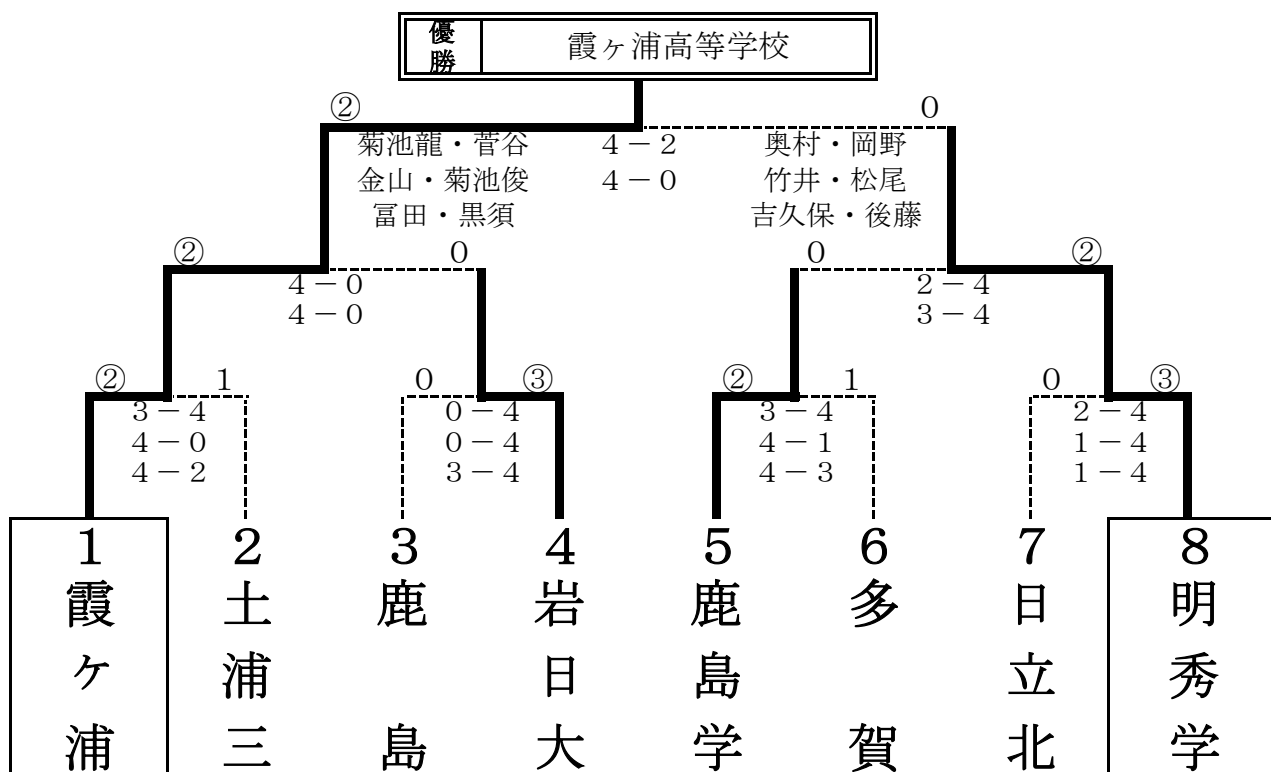 優勝 霞ヶ浦高等学校
② 0
菊池龍・菅谷 4－2 奥村・岡野
金山・菊池俊 4－0 竹井・松尾
冨田・黒須 吉久保・後藤
② 0 0 ②
4－0 2－4
4－0 3－4
② 1 0 ③ ② 1 0 ③
3－4 0－4 3－4 2－4
4－0 0－4 4－1 1－4
4－2 3－4 4－3 1－4
1 2 3 4 5 6 7 8
霞ヶ浦
土浦三
鹿島
岩日大
鹿島学
多賀
日立北
明秀学